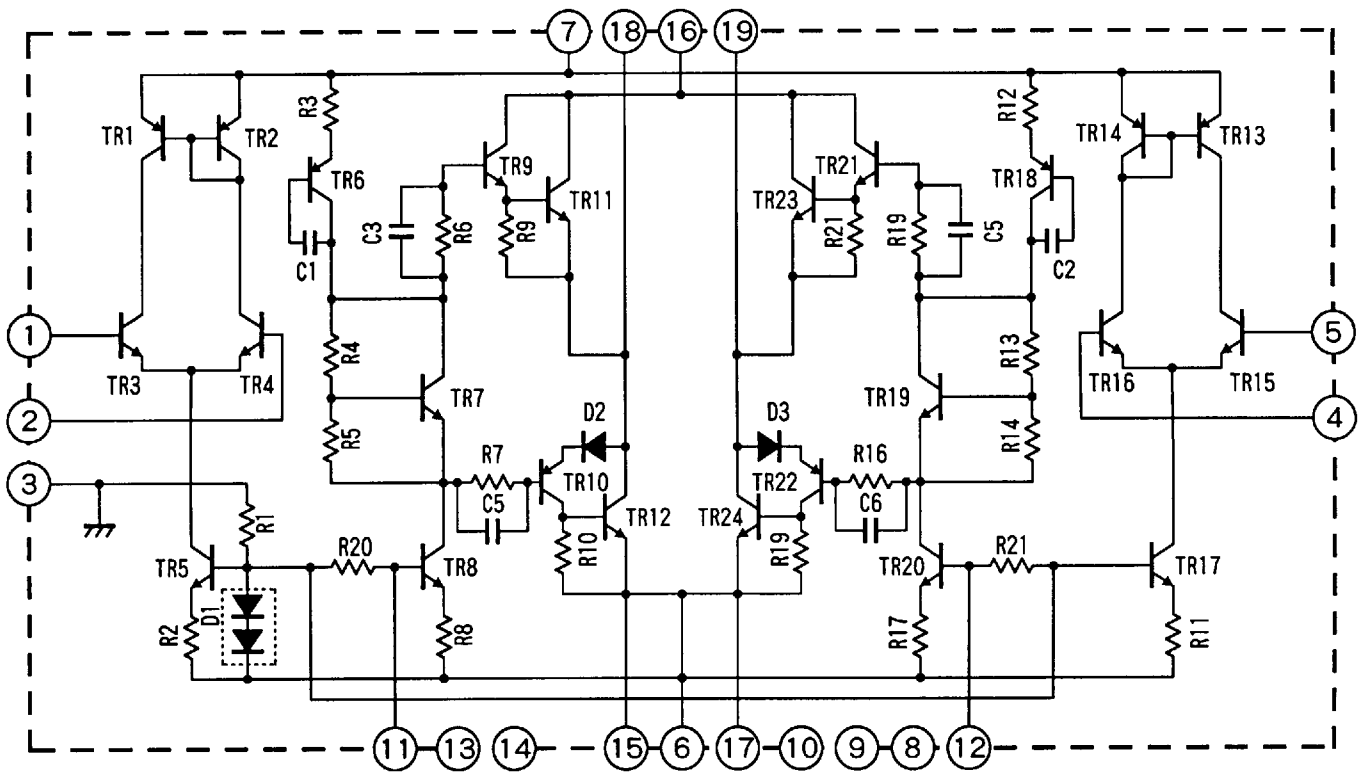 7 18 16 19
TR1 TR2 R3 R12 TR14 TR13
TR6 TR9 TR11 TR21 TR23 TR18
C1 C3 R6 R9 R21 R19 C5 C2
1 5
TR3 TR4 R4 TR7 TR19 R13 TR16 TR15
2 4
R5 D2 D3 R14
3
R7 TR10 TR22 R16
C5 TR12 TR24 C6
R1 R10 R19
TR5 R20 TR8 TR20 R21 TR17
D1 R2 R8 R17 R11
11 13 14 15 6 17 10 9 8 12